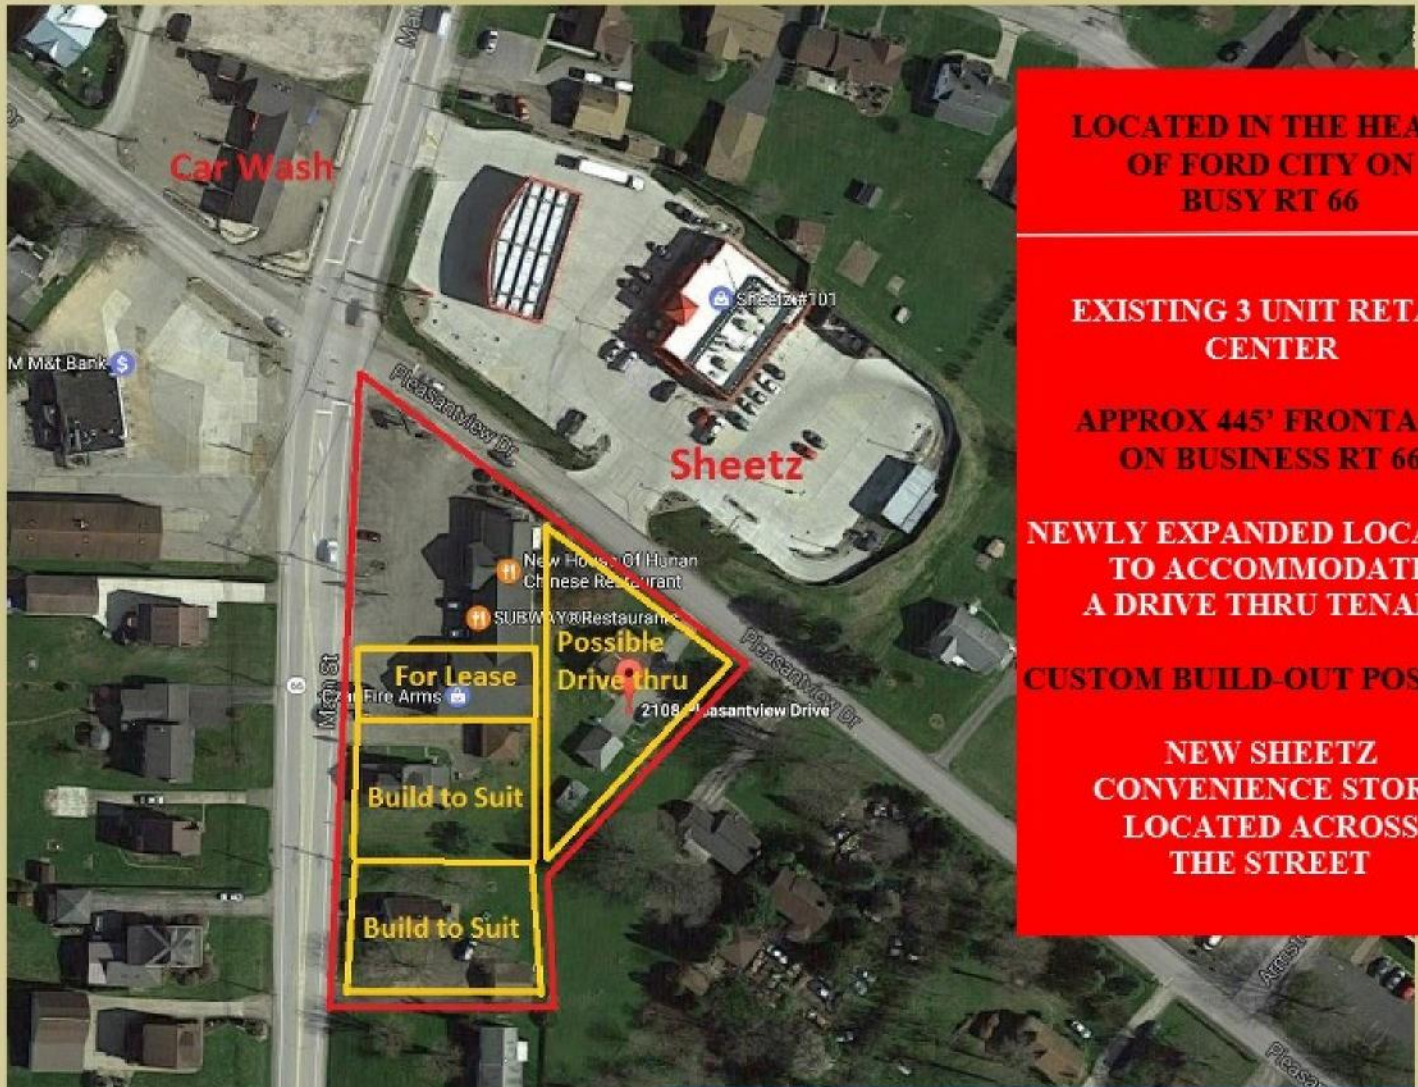 Car Wash
Sheetz#101
M M&t Bank
$
Pleasantview Dr
Sheetz
New House Of Hunan
Chinese Restaurant
SUBWAY®Restaurants
Possible
Drive thru
For Lease
Fire Arms
2108 Pleasantview Drive
Pleasantview Dr
66
Main St
Build to Suit
Build to Suit
LOCATED IN THE HEA
OF FORD CITY ON
BUSY RT 66
EXISTING 3 UNIT RETA
CENTER
APPROX 445’ FRONTA
ON BUSINESS RT 66
NEWLY EXPANDED LOCA
TO ACCOMMODATE
A DRIVE THRU TENA
CUSTOM BUILD-OUT POS
NEW SHEETZ
CONVENIENCE STOR
LOCATED ACROSS
THE STREET